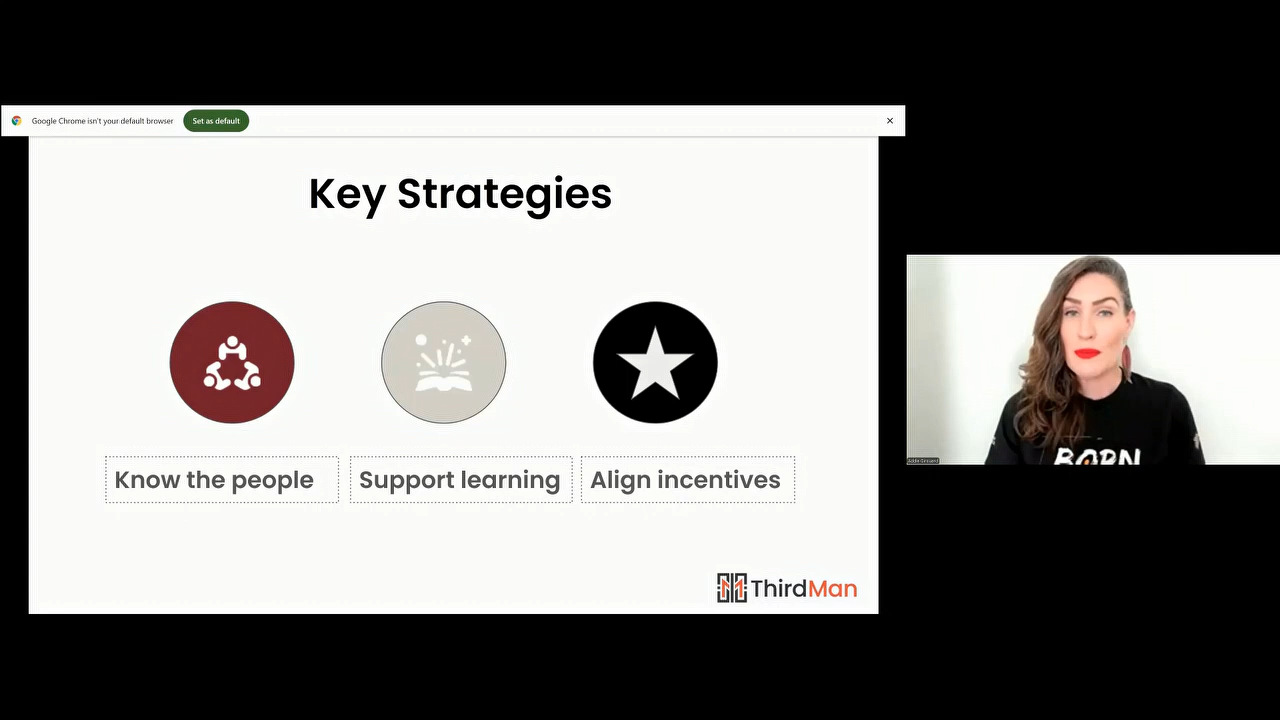 Google Chrome isn't your default browser
Set as default
Key Strategies
Know the people
Support learning
Align incentives
ThirdMan
BORN